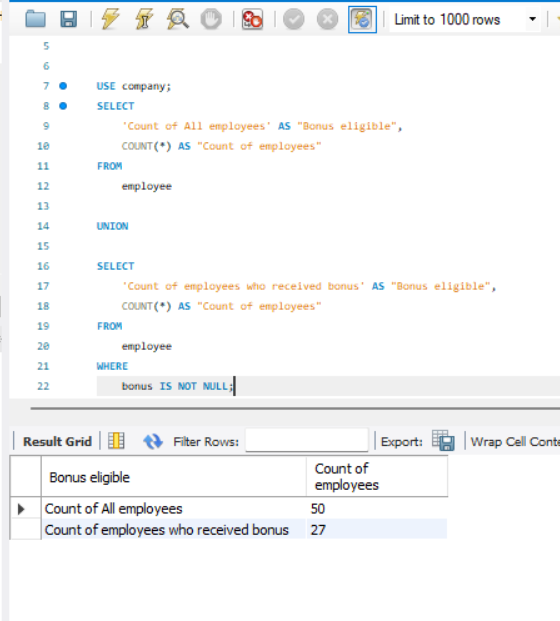 Limit to 1000 rows
5
6
7 USE company;
8 SELECT
9 'Count of All employees' AS "Bonus eligible",
10 COUNT(*) AS "Count of employees"
11 FROM
12 employee
13
14 UNION
15
16 SELECT
17 'Count of employees who received bonus' AS "Bonus eligible",
18 COUNT(*) AS "Count of employees"
19 FROM
20 employee
21 WHERE
22 bonus IS NOT NULL;
Result Grid Filter Rows: Export: Wrap Cell Conte
Bonus eligible Count of
employees
Count of All employees 50
Count of employees who received bonus 27